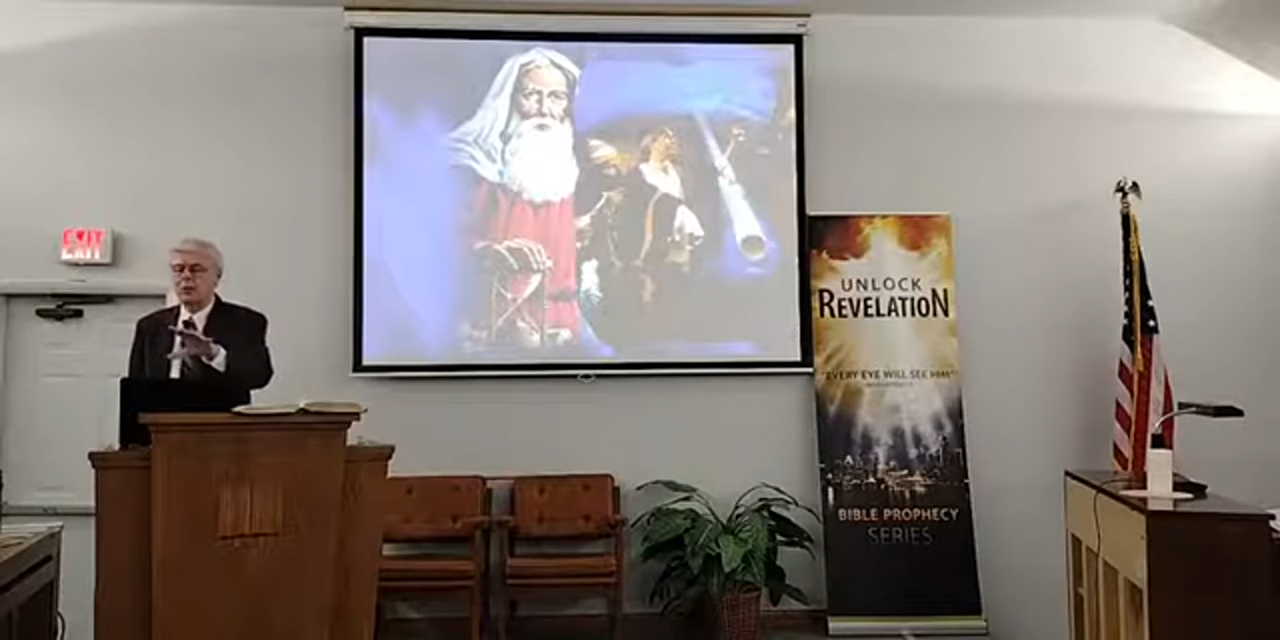 EXIT
UNLOCK
REVELATION
"EVERY EYE WILL SEE HIM"
BIBLE PROPHECY
SERIES